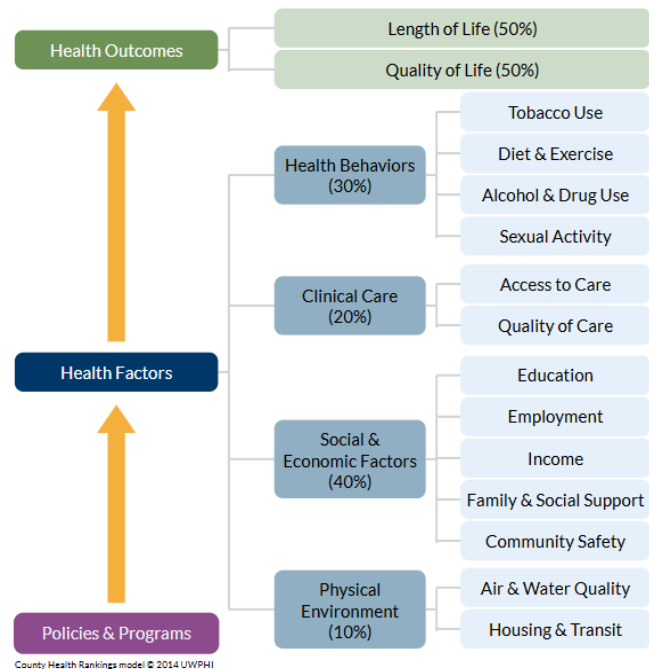 Health Outcomes
Length of Life (50%)
Quality of Life (50%)
Health Behaviors
(30%)
Tobacco Use
Diet & Exercise
Alcohol & Drug Use
Sexual Activity
Clinical Care
(20%)
Access to Care
Quality of Care
Health Factors
Social &
Economic Factors
(40%)
Education
Employment
Income
Family & Social Support
Community Safety
Physical
Environment
(10%)
Air & Water Quality
Housing & Transit
Policies & Programs
County Health Rankings model © 2014 UWPHI